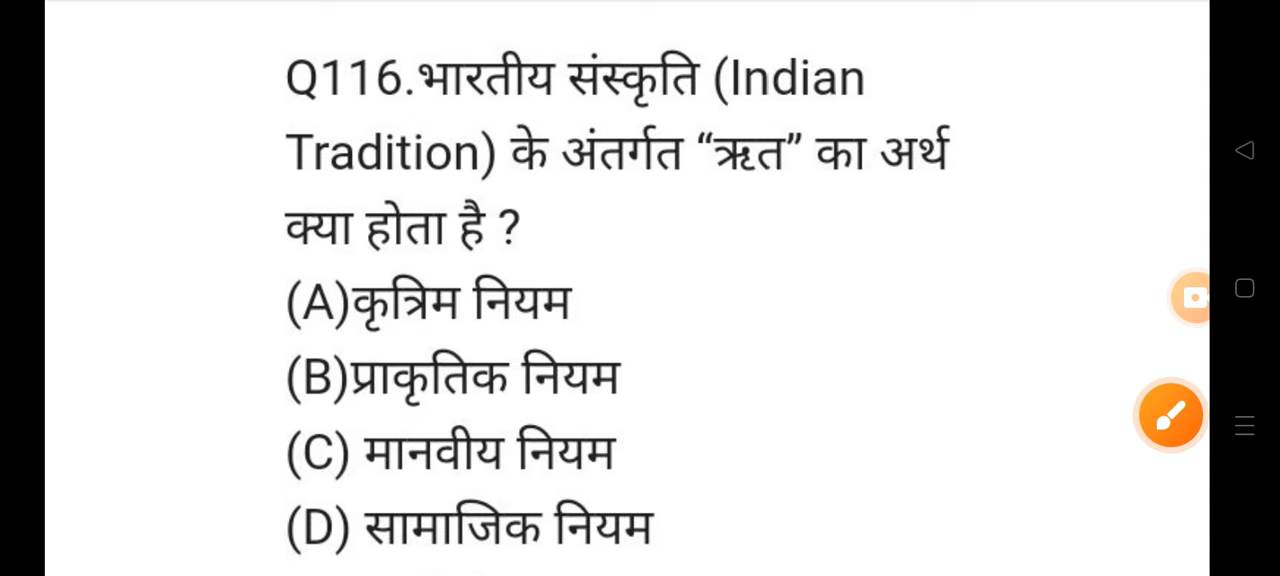 Q116.भारतीय संस्कृति (Indian
Tradition) के अंतर्गत “ऋत” का अर्थ
क्या होता है ?
(A)कृत्रिम नियम
(B)प्राकृतिक नियम
(C) मानवीय नियम
(D) सामाजिक नियम